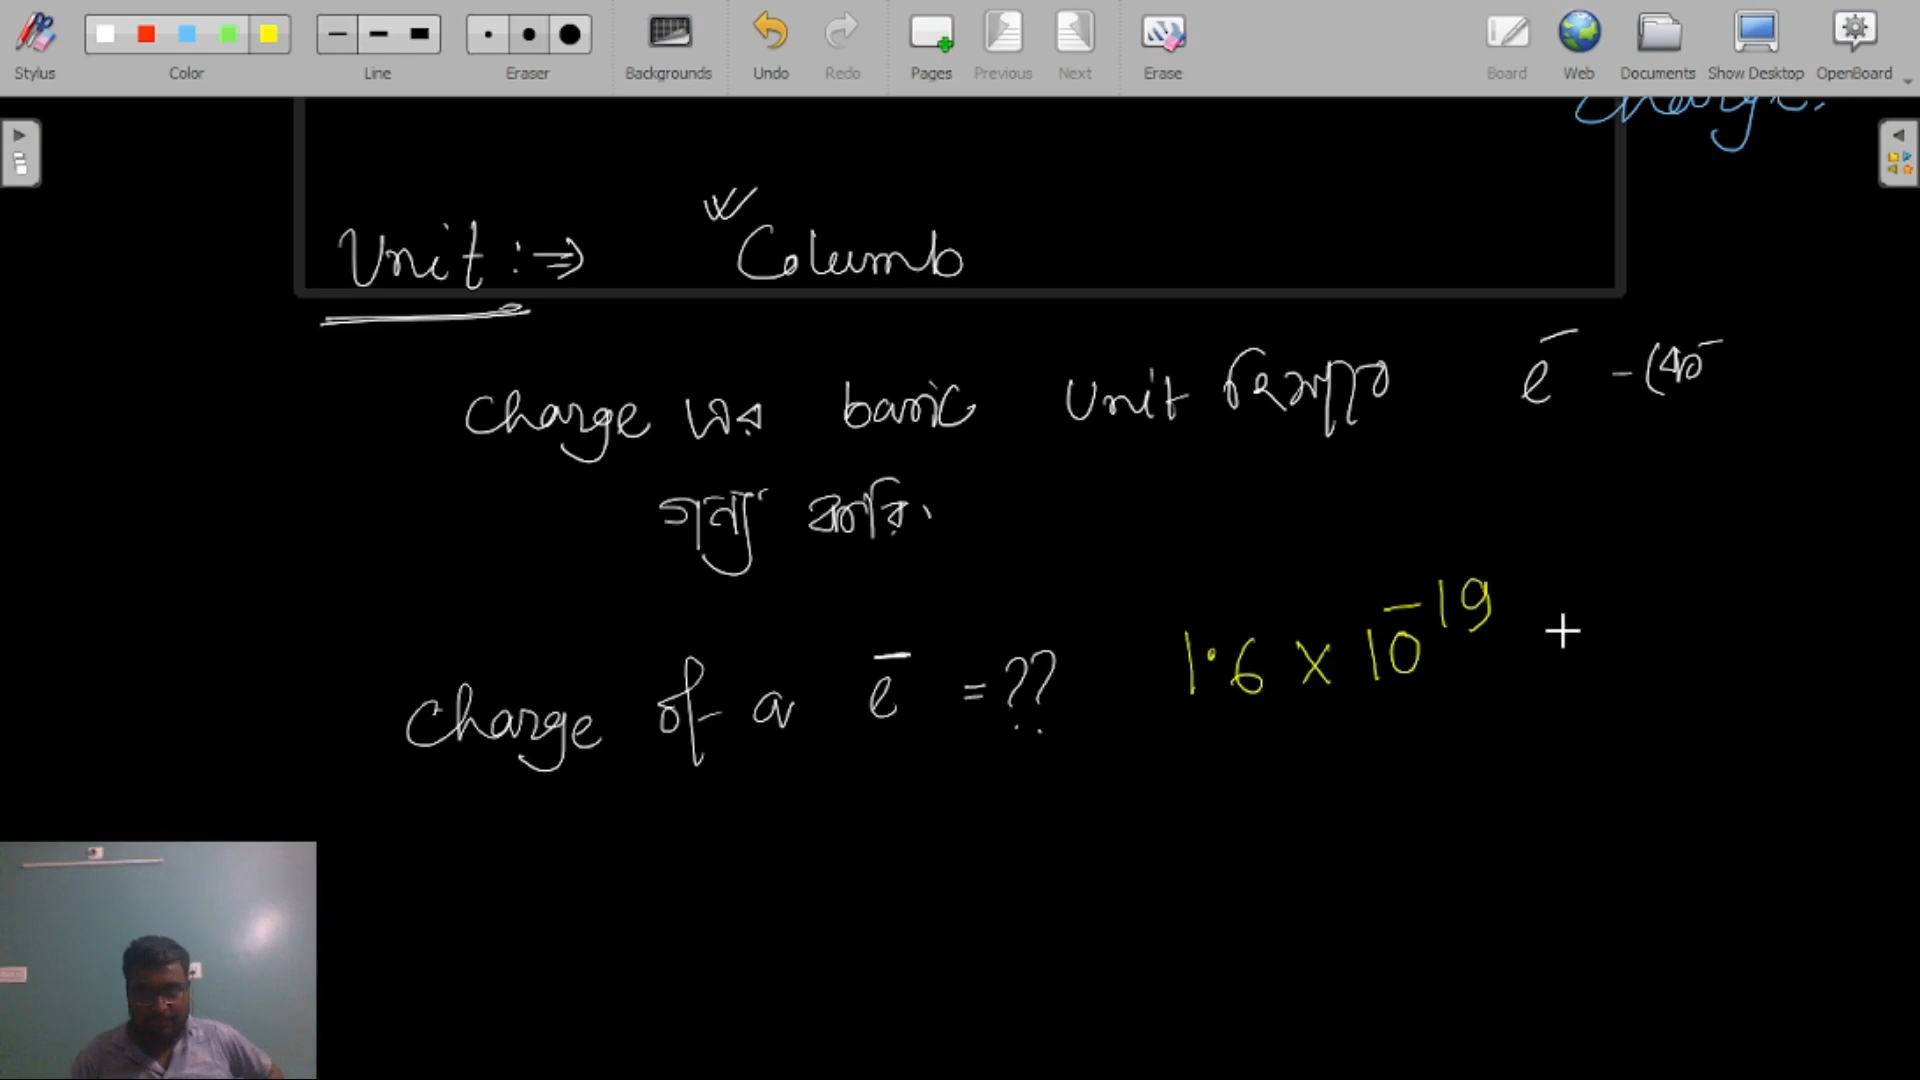 Stylus Color Line Eraser Backgrounds Undo Redo Pages Previous Next Erase Board Web Documents Show Desktop OpenBoard
charge.
Unit :⇒ Columb
charge এর basic Unit হিসাবে e⁻ -কে
গন্য করি।
charge of a e⁻ = ?? 1.6 × 10⁻¹⁹